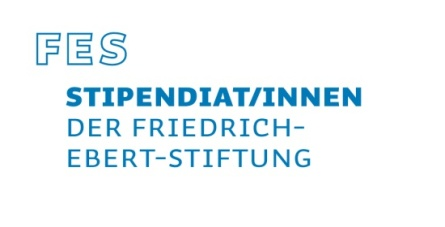 FES
STIPENDIAT/INNEN
DER FRIEDRICH-
EBERT-STIFTUNG